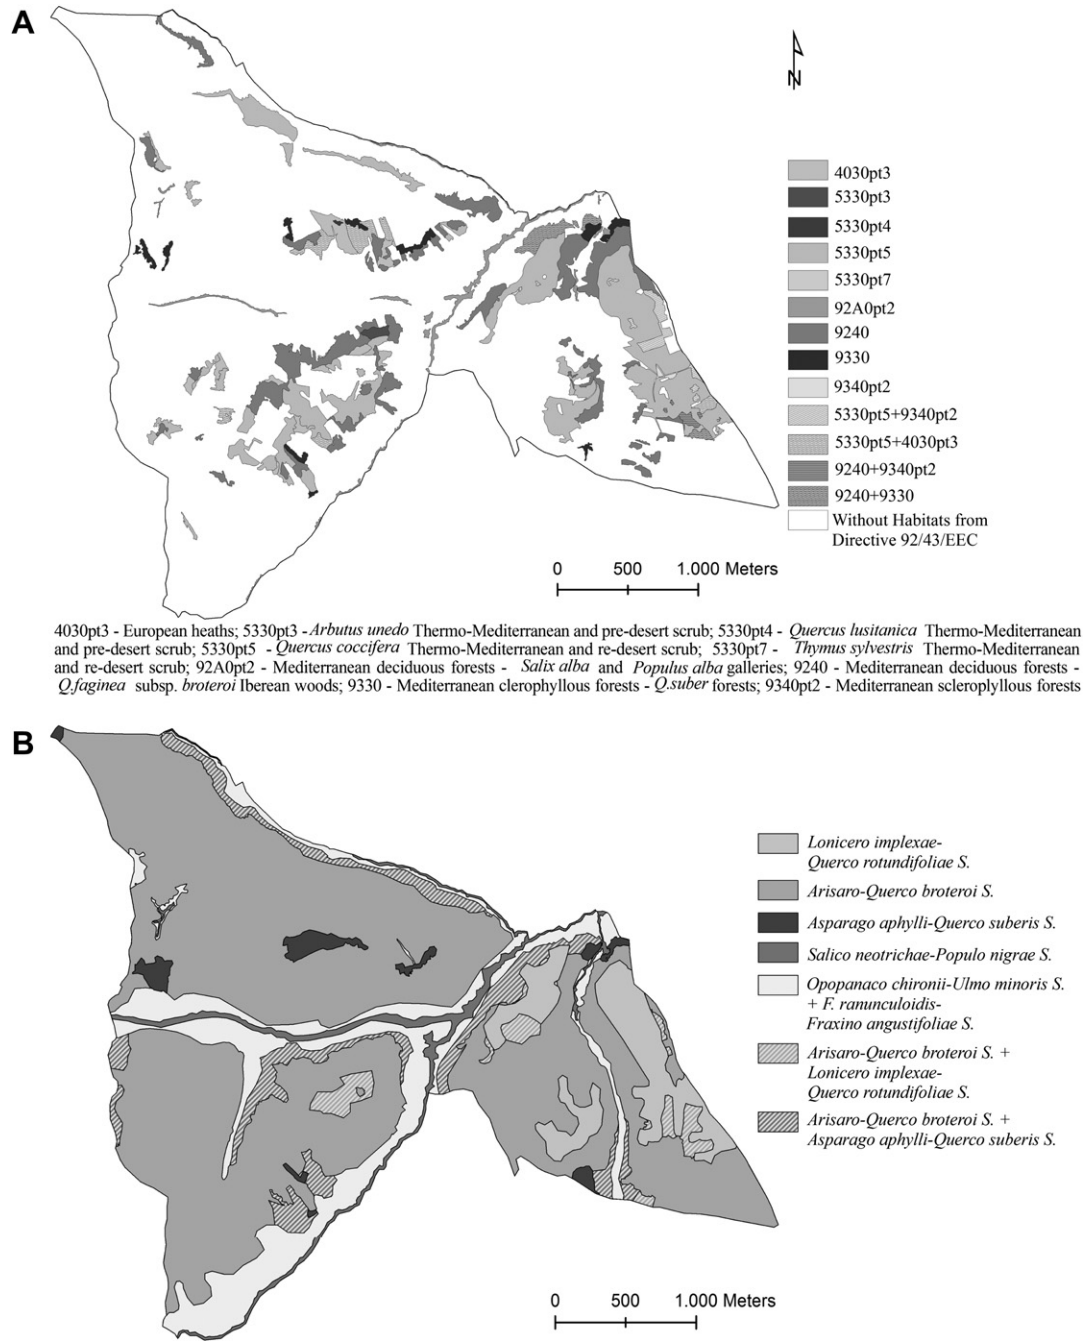 A
N
4030pt3
5330pt3
5330pt4
5330pt5
5330pt7
92A0pt2
9240
9330
9340pt2
5330pt5+9340pt2
5330pt5+4030pt3
9240+9340pt2
9240+9330
Without Habitats from
Directive 92/43/EEC
0 500 1.000 Meters
4030pt3 - European heaths; 5330pt3 - Arbutus unedo Thermo-Mediterranean and pre-desert scrub; 5330pt4 - Quercus lusitanica Thermo-Mediterranean
and pre-desert scrub; 5330pt5 - Quercus coccifera Thermo-Mediterranean and re-desert scrub; 5330pt7 - Thymus sylvestris Thermo-Mediterranean
and re-desert scrub; 92A0pt2 - Mediterranean deciduous forests - Salix alba and Populus alba galleries; 9240 - Mediterranean deciduous forests -
Q.faginea subsp. broteroi Iberean woods; 9330 - Mediterranean clerophyllous forests - Q.suber forests; 9340pt2 - Mediterranean scleroplyllous forests
B
Lonicero implexae-
Querco rotundifoliae S.
Arisaro-Querco broteroi S.
Asparago aphylli-Querco suberis S.
Salico neotrichae-Populo nigrae S.
Opopanaco chironii-Ulmo minoris S.
+ F. ranunculoidis-
Fraxino angustifoliae S.
Arisaro-Querco broteroi S. +
Lonicero implexae-
Querco rotundifoliae S.
Arisaro-Querco broteroi S. +
Asparago aphylli-Querco suberis S.
0 500 1.000 Meters